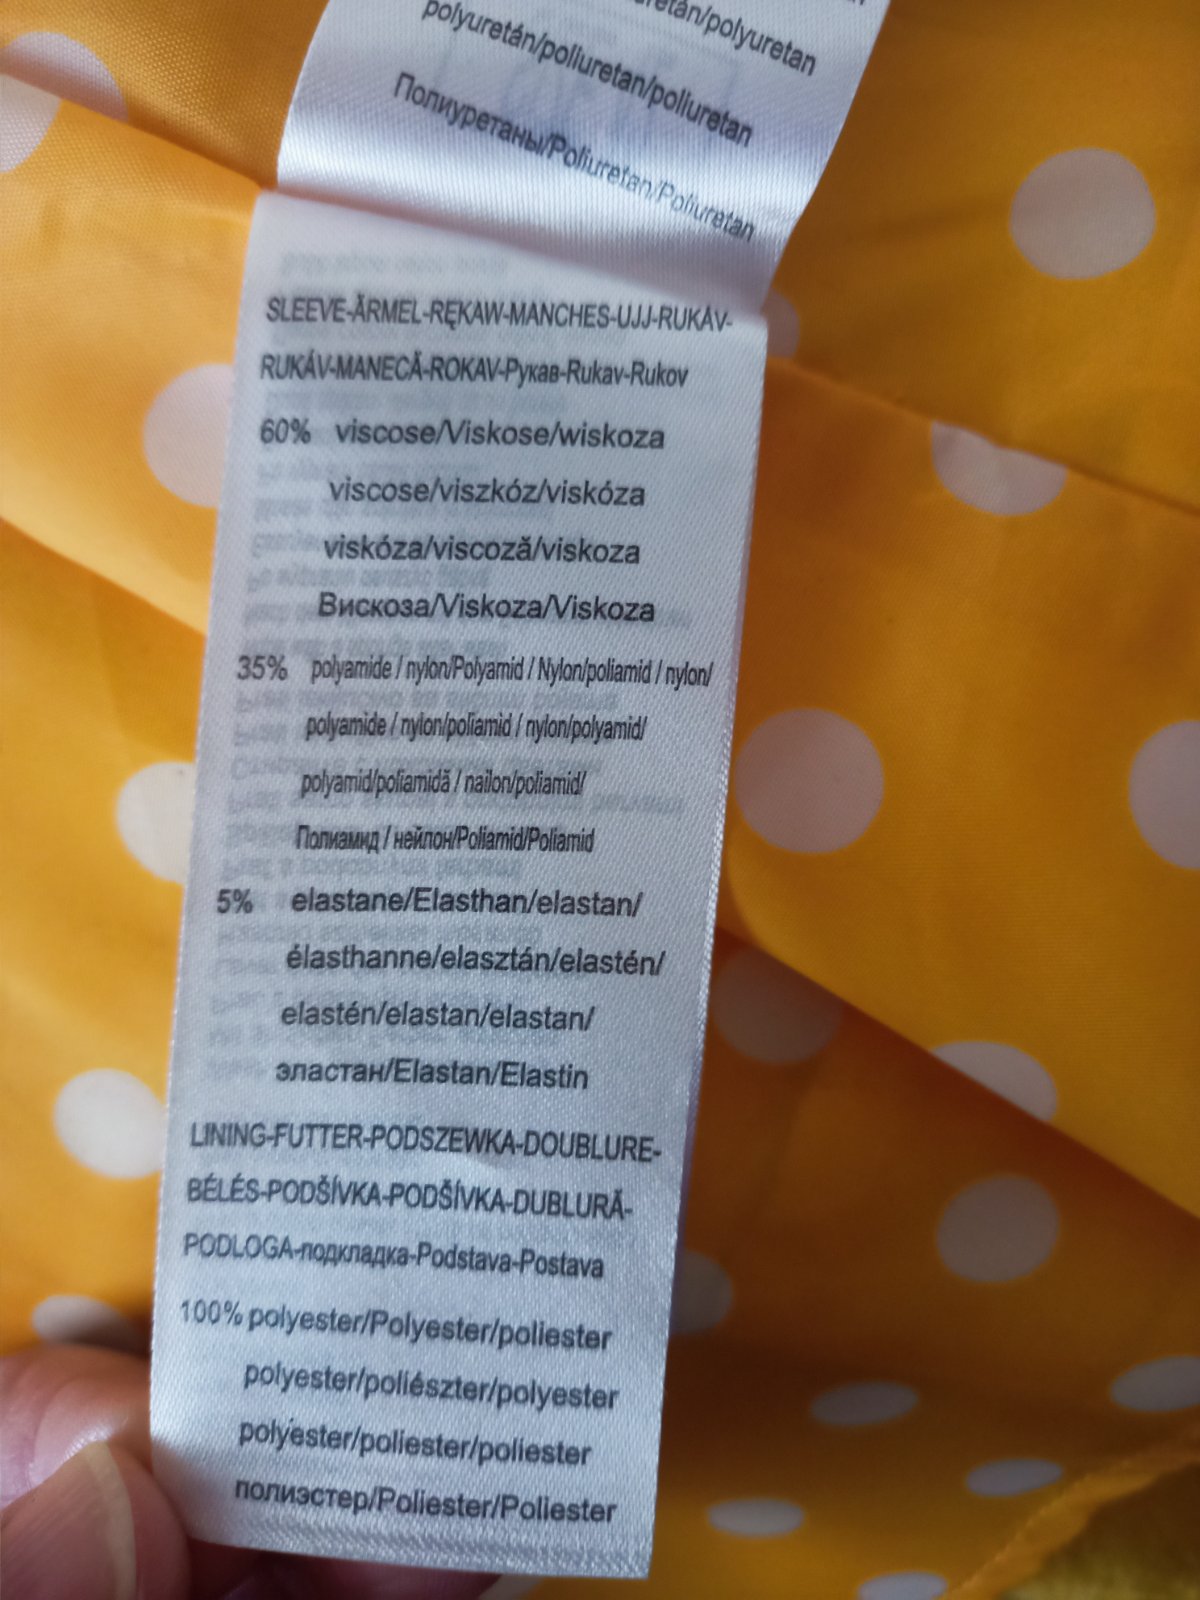 polyuretan/polyuretan
polyuretán/poliuretan/poliuretan
Полиуретаны/Poliuretan/Poliuretan
SLEEVE-ÄRMEL-RĘKAW-MANCHES-UJJ-RUKÁV-
RUKÁV-MANECĂ-ROKAV-Рукав-Rukav-Rukov
60% viscose/Viskose/wiskoza
viscose/viszkóz/viskóza
viskóza/viscoză/viskoza
Вискоза/Viskoza/Viskoza
35% polyamide / nylon/Polyamid / Nylon/poliamid / nylon/
polyamide / nylon/poliamid / nylon/polyamid/
polyamid/poliamidă / nailon/poliamid/
Полиамид / нейлон/Poliamid/Poliamid
5% elastane/Elasthan/elastan/
élasthanne/elasztán/elastén/
elastén/elastan/elastan/
эластан/Elastan/Elastin
LINING-FUTTER-PODSZEWKA-DOUBLURE-
BÉLÉS-PODŠÍVKA-PODŠÍVKA-DUBLURĂ-
PODLOGA-подкладка-Podstava-Postava
100% polyester/Polyester/poliester
polyester/poliészter/polyester
polyester/poliester/poliester
полиэстер/Poliester/Poliester